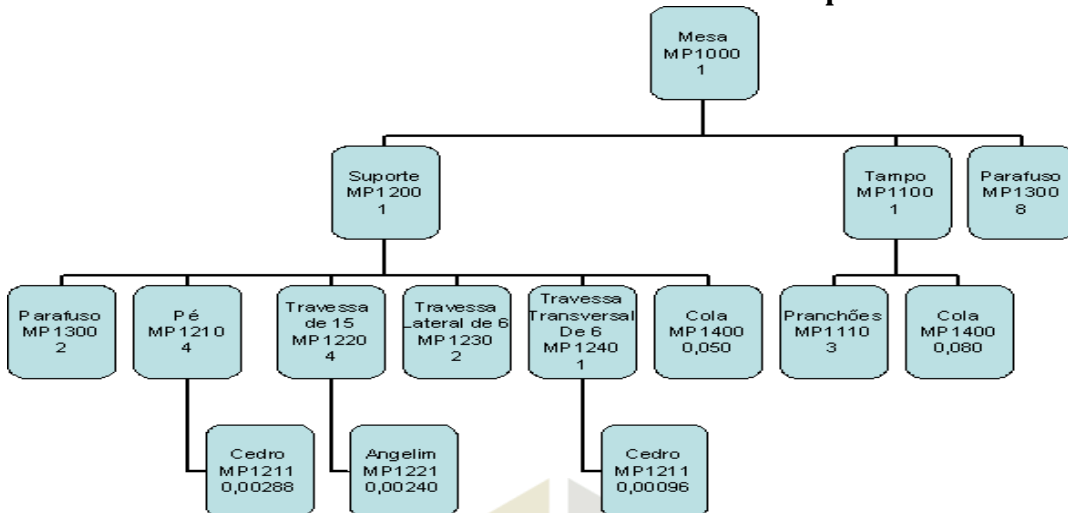 Mesa
MP1000
1
Suporte
MP1200
1
Tampo
MP1100
1
Parafuso
MP1300
8
Parafuso
MP1300
2
Pé
MP1210
4
Travessa
de 15
MP1220
4
Travessa
Lateral de 6
MP1230
2
Travessa
Transversal
De 6
MP1240
1
Cola
MP1400
0,050
Pranchões
MP1110
3
Cola
MP1400
0,080
Cedro
MP1211
0,00288
Angelim
MP1221
0,00240
Cedro
MP1211
0,00096